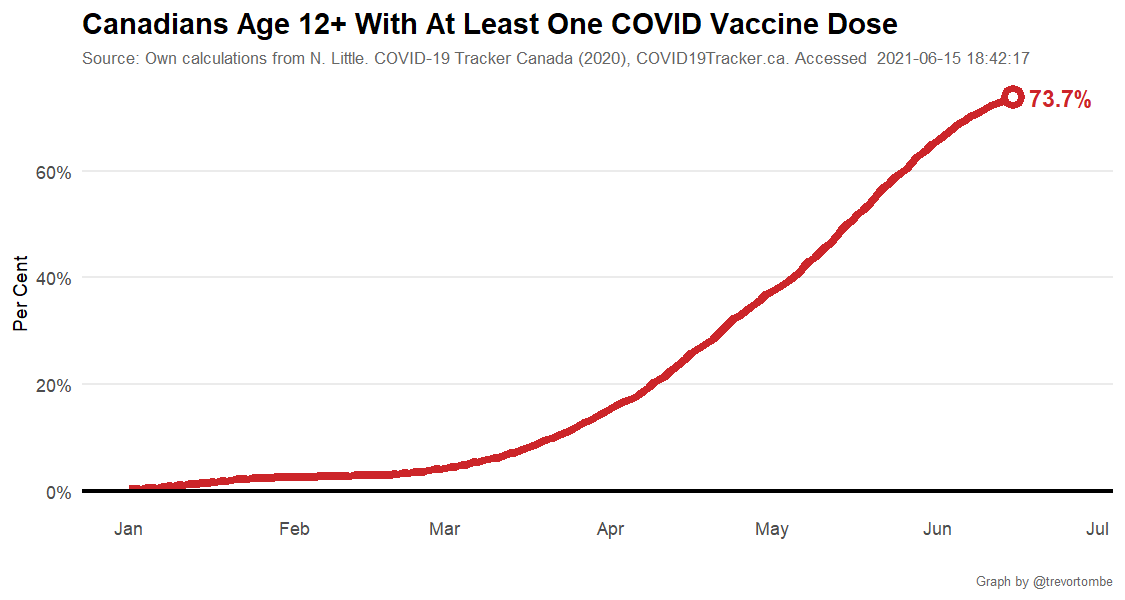 Canadians Age 12+ With At Least One COVID Vaccine Dose
Source: Own calculations from N. Little. COVID-19 Tracker Canada (2020), COVID19Tracker.ca. Accessed  2021-06-15 18:42:17
73.7%
60%
40%
20%
0%
Per Cent
Jan Feb Mar Apr May Jun Jul
Graph by @trevortombe